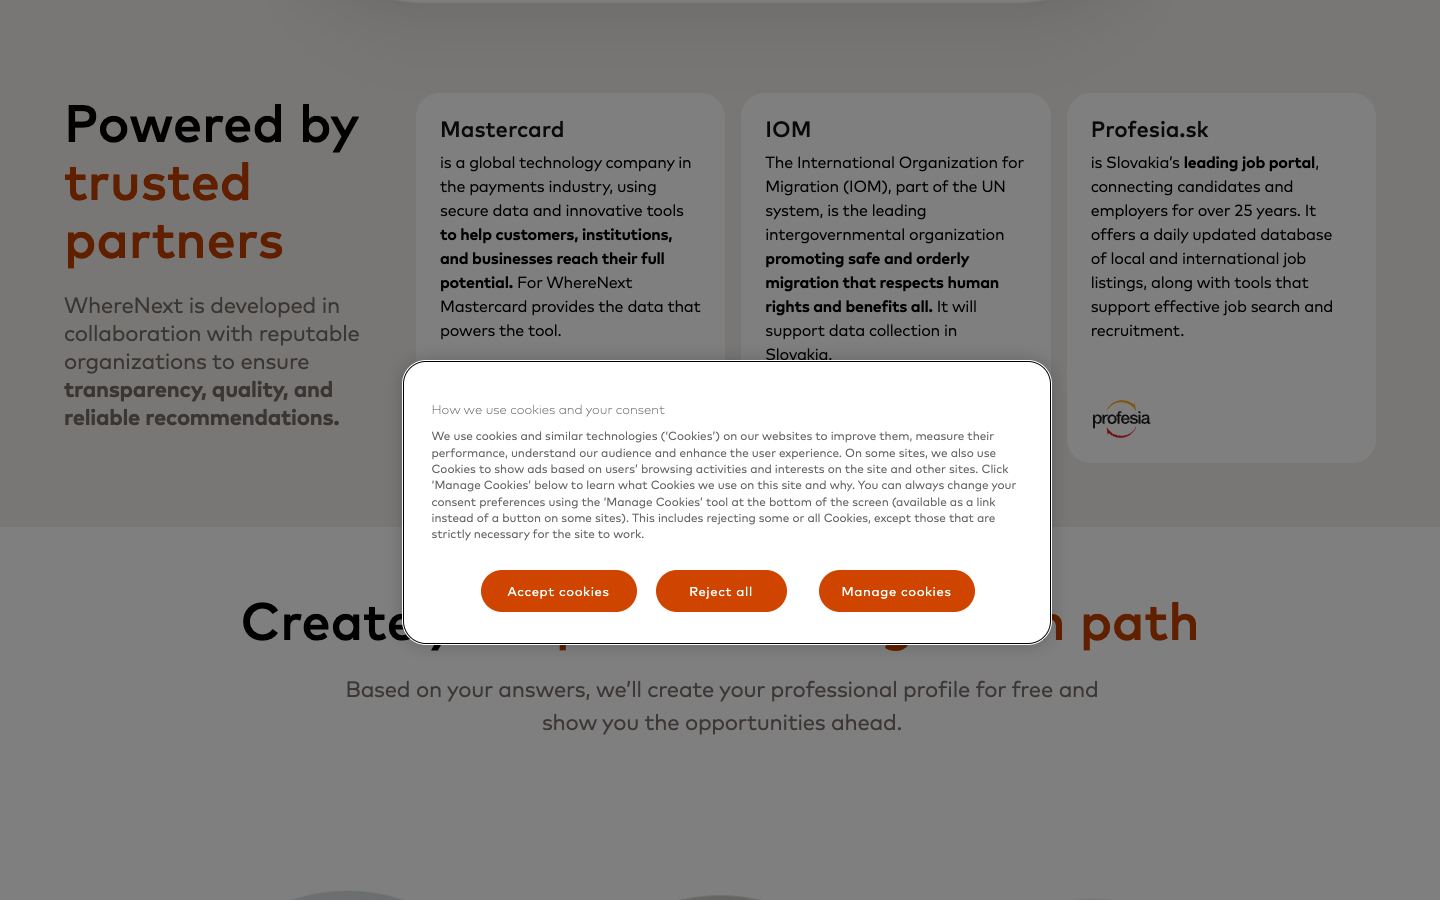 Powered by
trusted
partners
WhereNext is developed in
collaboration with reputable
organizations to ensure
transparency, quality, and
reliable recommendations.
Mastercard
is a global technology company in
the payments industry, using
secure data and innovative tools
to help customers, institutions,
and businesses reach their full
potential. For WhereNext
Mastercard provides the data that
powers the tool.
IOM
The International Organization for
Migration (IOM), part of the UN
system, is the leading
intergovernmental organization
promoting safe and orderly
migration that respects human
rights and benefits all. It will
support data collection in
Slovakia.
Profesia.sk
is Slovakia's leading job portal,
connecting candidates and
employers for over 25 years. It
offers a daily updated database
of local and international job
listings, along with tools that
support effective job search and
recruitment.
profesia
How we use cookies and your consent
We use cookies and similar technologies ('Cookies') on our websites to improve them, measure their
performance, understand our audience and enhance the user experience. On some sites, we also use
Cookies to show ads based on users' browsing activities and interests on the site and other sites. Click
'Manage Cookies' below to learn what Cookies we use on this site and why. You can always change your
consent preferences using the 'Manage Cookies' tool at the bottom of the screen (available as a link
instead of a button on some sites). This includes rejecting some or all Cookies, except those that are
strictly necessary for the site to work.
Accept cookies
Reject all
Manage cookies
Create path
Based on your answers, we'll create your professional profile for free and
show you the opportunities ahead.